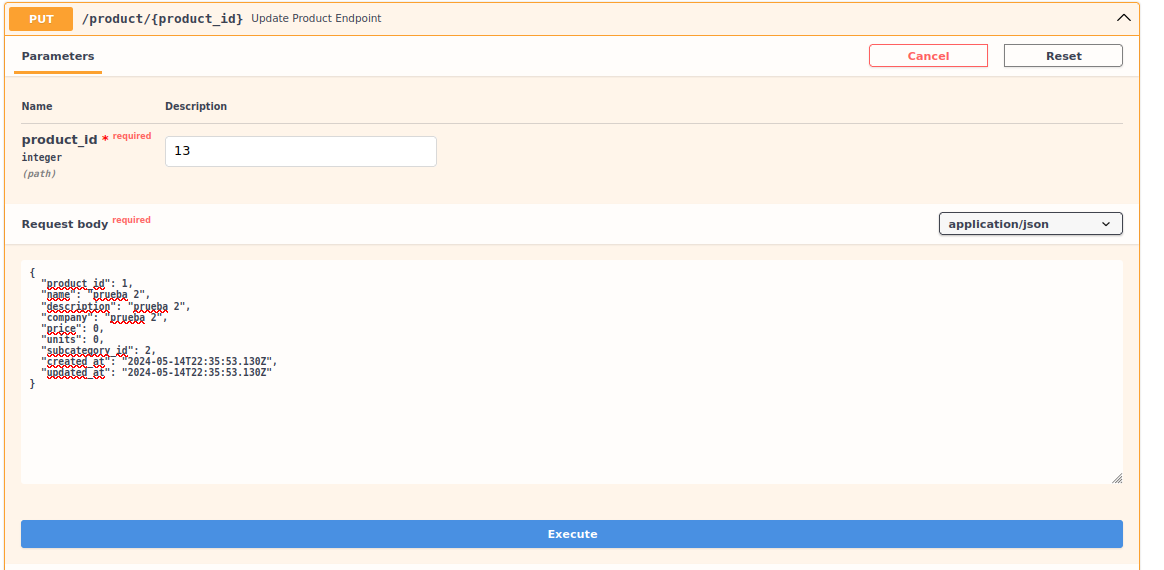 PUT /product/{product_id} Update Product Endpoint
Parameters
Cancel
Reset
Name Description
product_id * required
integer
(path)
13
Request body required
application/json
{
  "product_id": 1,
  "name": "prueba 2",
  "description": "prueba 2",
  "company": "prueba 2",
  "price": 0,
  "units": 0,
  "subcategory_id": 2,
  "created_at": "2024-05-14T22:35:53.130Z",
  "updated_at": "2024-05-14T22:35:53.130Z"
}
Execute